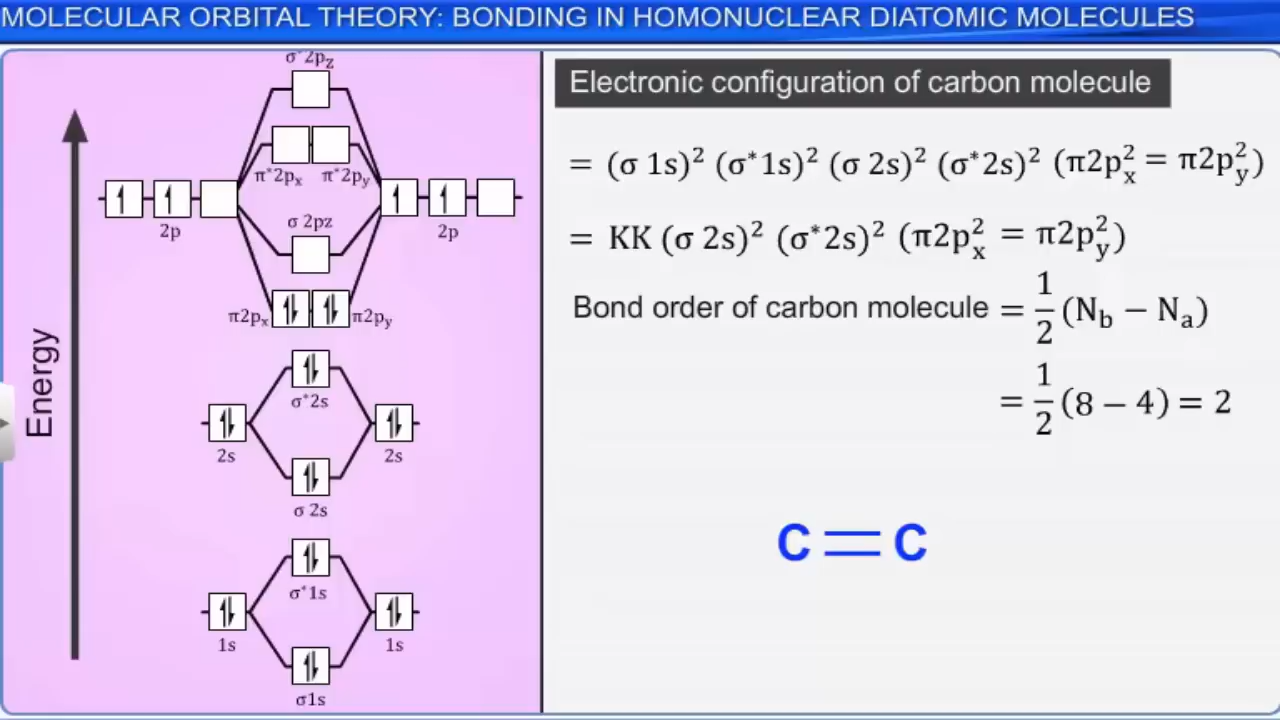 MOLECULAR ORBITAL THEORY: BONDING IN HOMONUCLEAR DIATOMIC MOLECULES
Energy
σ*2pz
π*2px π*2py
2p
σ 2pz
2p
π2px
π2py
σ*2s
2s
2s
σ 2s
σ*1s
1s
1s
σ1s
Electronic configuration of carbon molecule
= (σ 1s)² (σ*1s)² (σ 2s)² (σ*2s)² (π2pₓ² = π2pᵧ²)
= KK (σ 2s)² (σ*2s)² (π2pₓ² = π2pᵧ²)
Bond order of carbon molecule = 1/2 (Nb − Na)
= 1/2 (8 − 4) = 2
C = C